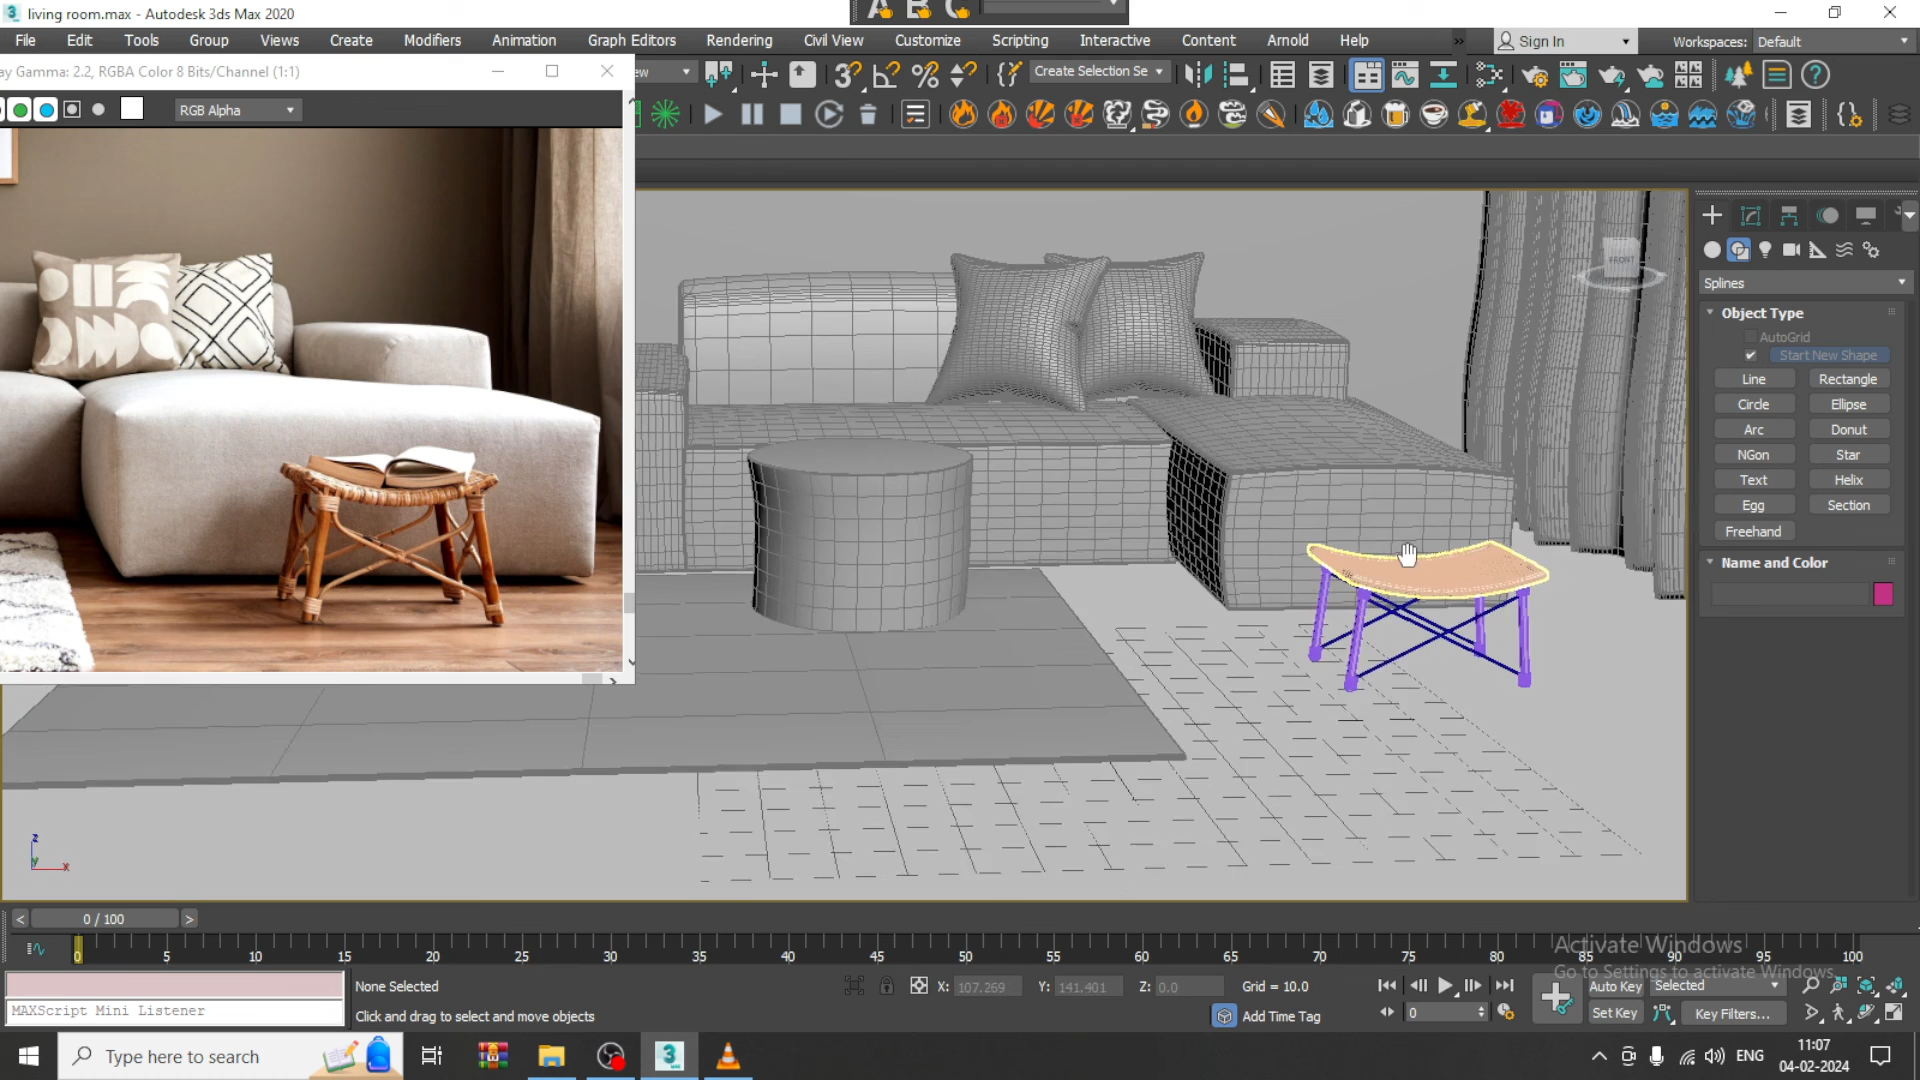 living room.max - Autodesk 3ds Max 2020
File Edit Tools Group Views Create Modifiers Animation Graph Editors Rendering Civil View Customize Scripting Interactive Content Arnold Help
Sign In
Workspaces: Default
ay Gamma: 2.2, RGBA Color 8 Bits/Channel (1:1)
Create Selection Se
RGB Alpha
FRONT
Splines
Object Type
AutoGrid
Start New Shape
Line Rectangle
Circle Ellipse
Arc Donut
NGon Star
Text Helix
Egg Section
Freehand
Name and Color
z
y
x
< 0 / 100 >
0 5 10 15 20 25 30 35 40 45 50 55 60 65 70 75 80 85 90 95 100
Activate Windows
Go to Settings to activate Windows.
None Selected
X: 107.269 Y: 141.401 Z: 0.0 Grid = 10.0
Auto Key Selected
MAXScript Mini Listener
Click and drag to select and move objects
Add Time Tag
0
Set Key Key Filters...
Type here to search
ENG
11:07
04-02-2024